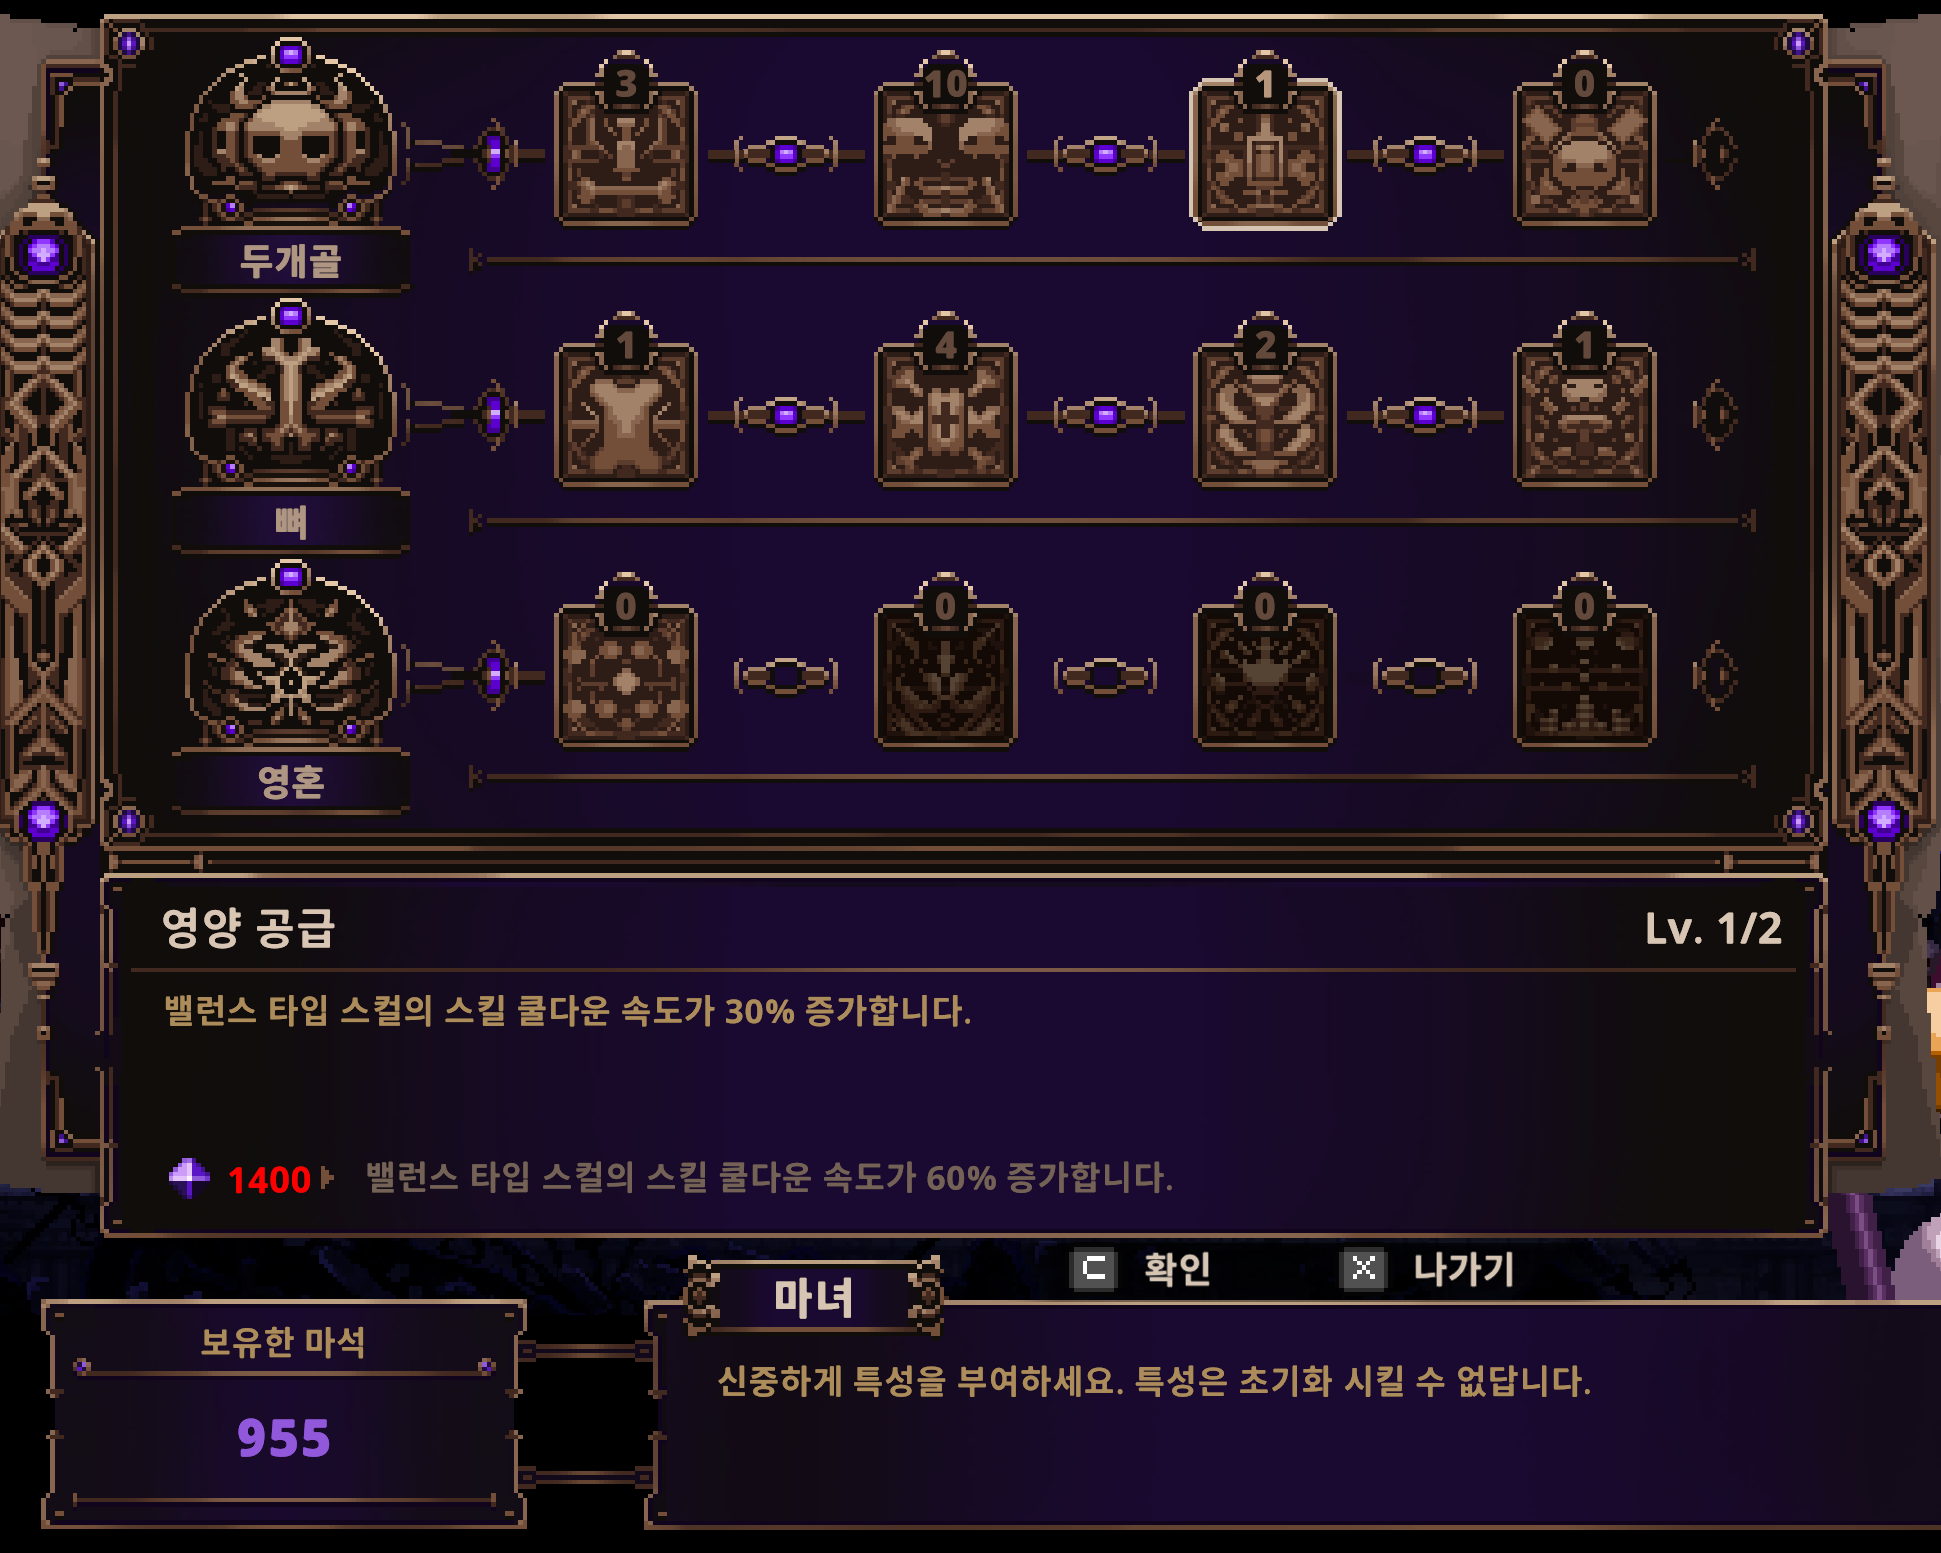 3 10 1 0
두개골
1 4 2 1
뼈
0 0 0 0
영혼
영양 공급 Lv. 1/2
밸런스 타입 스컬의 스킬 쿨다운 속도가 30% 증가합니다.
1400 밸런스 타입 스컬의 스킬 쿨다운 속도가 60% 증가합니다.
C 확인 X 나가기
마녀
보유한 마석
신중하게 특성을 부여하세요. 특성은 초기화 시킬 수 없답니다.
955